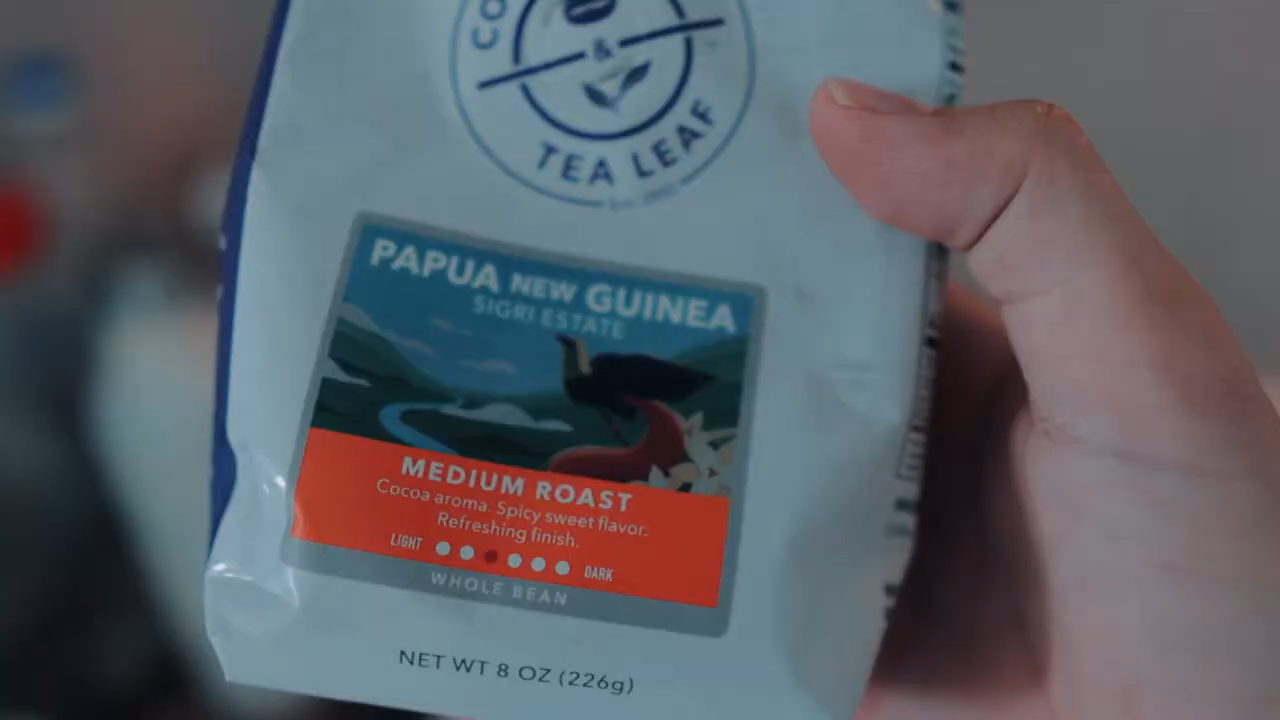 CO
&
TEA LEAF
PAPUA NEW GUINEA
SIGRI ESTATE
MEDIUM ROAST
Cocoa aroma. Spicy sweet flavor.
Refreshing finish.
LIGHT DARK
WHOLE BEAN
NET WT 8 OZ (226g)